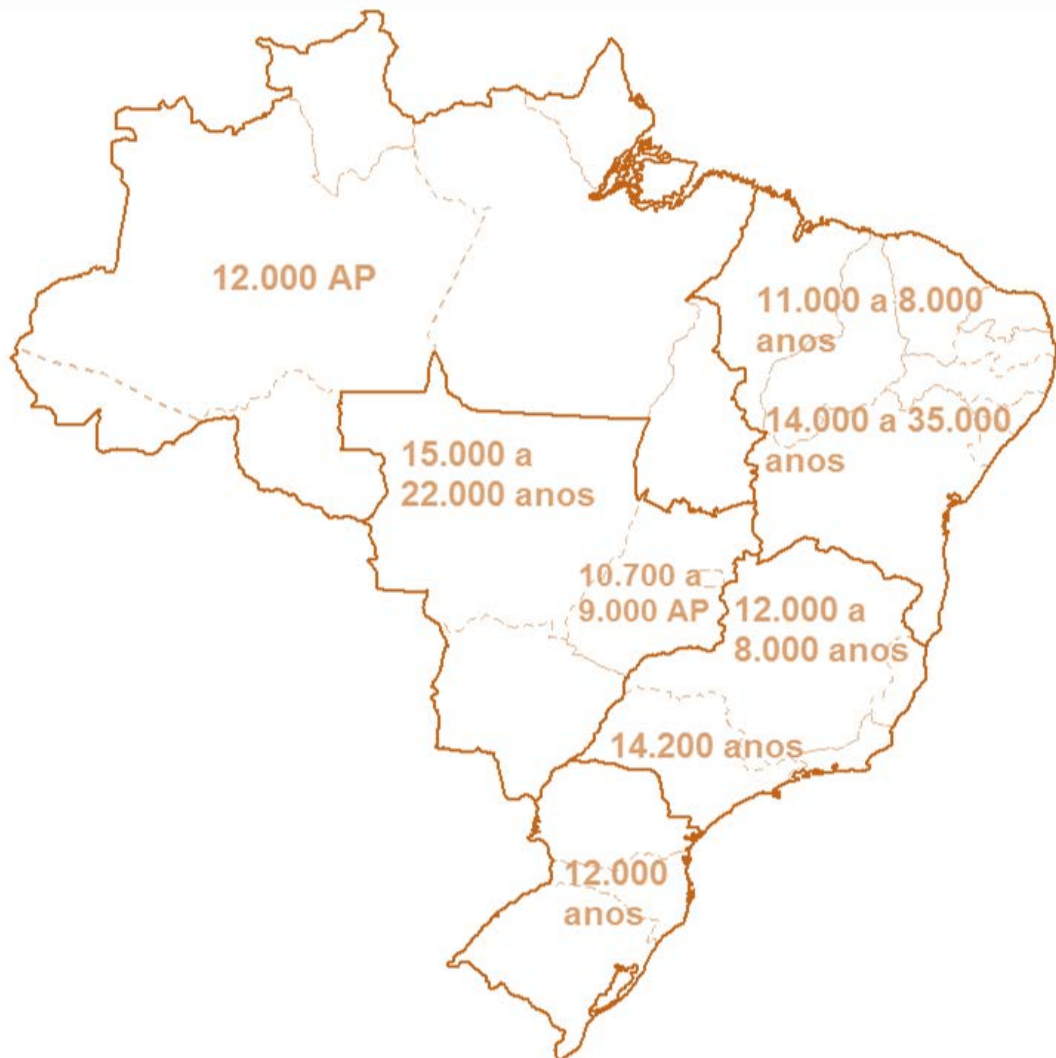 12.000 AP
11.000 a 8.000
anos
14.000 a 35.000
anos
15.000 a
22.000 anos
10.700 a
9.000 AP
12.000 a
8.000 anos
14.200 anos
12.000
anos